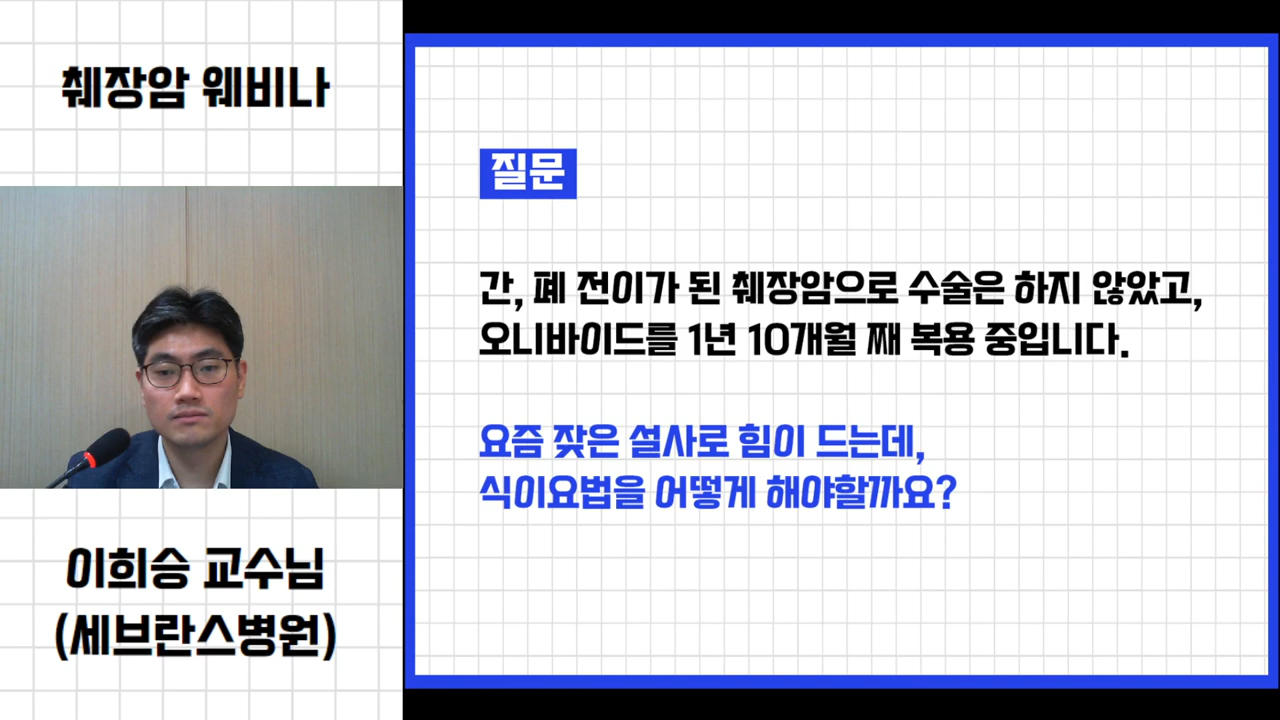 췌장암 웨비나
이희승 교수님
(세브란스병원)
질문
간, 폐 전이가 된 췌장암으로 수술은 하지 않았고,
오니바이드를 1년 10개월 째 복용 중입니다.
요즘 잦은 설사로 힘이 드는데,
식이요법을 어떻게 해야할까요?